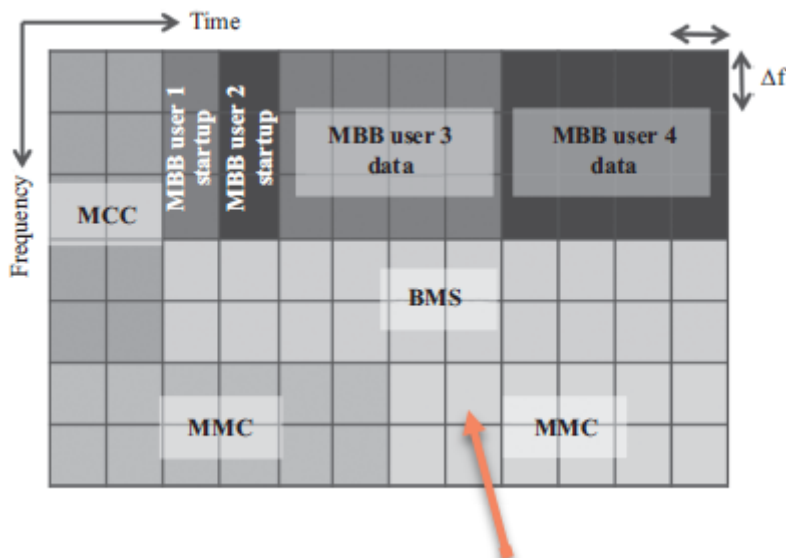 Time
Δf
Frequency
MBB user 1
startup
MBB user 2
startup
MBB user 3
data
MBB user 4
data
MCC
BMS
MMC
MMC